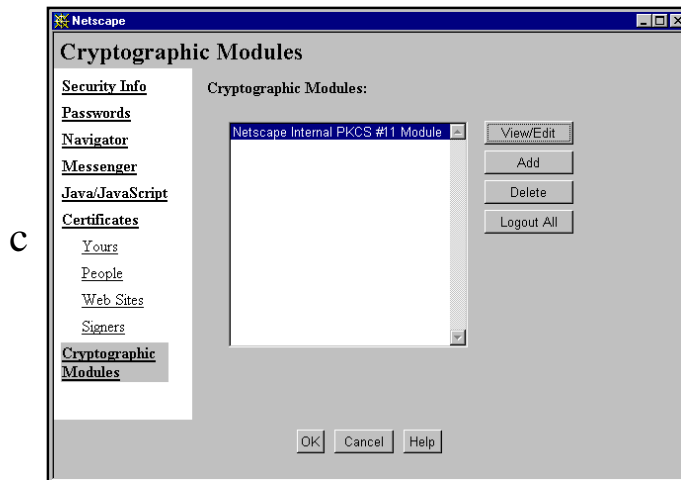 Netscape
Cryptographic Modules
Security Info
Passwords
Navigator
Messenger
Java/JavaScript
Certificates
Yours
People
Web Sites
Signers
Cryptographic
Modules
Cryptographic Modules:
Netscape Internal PKCS #11 Module
View/Edit
Add
Delete
Logout All
OK Cancel Help
c